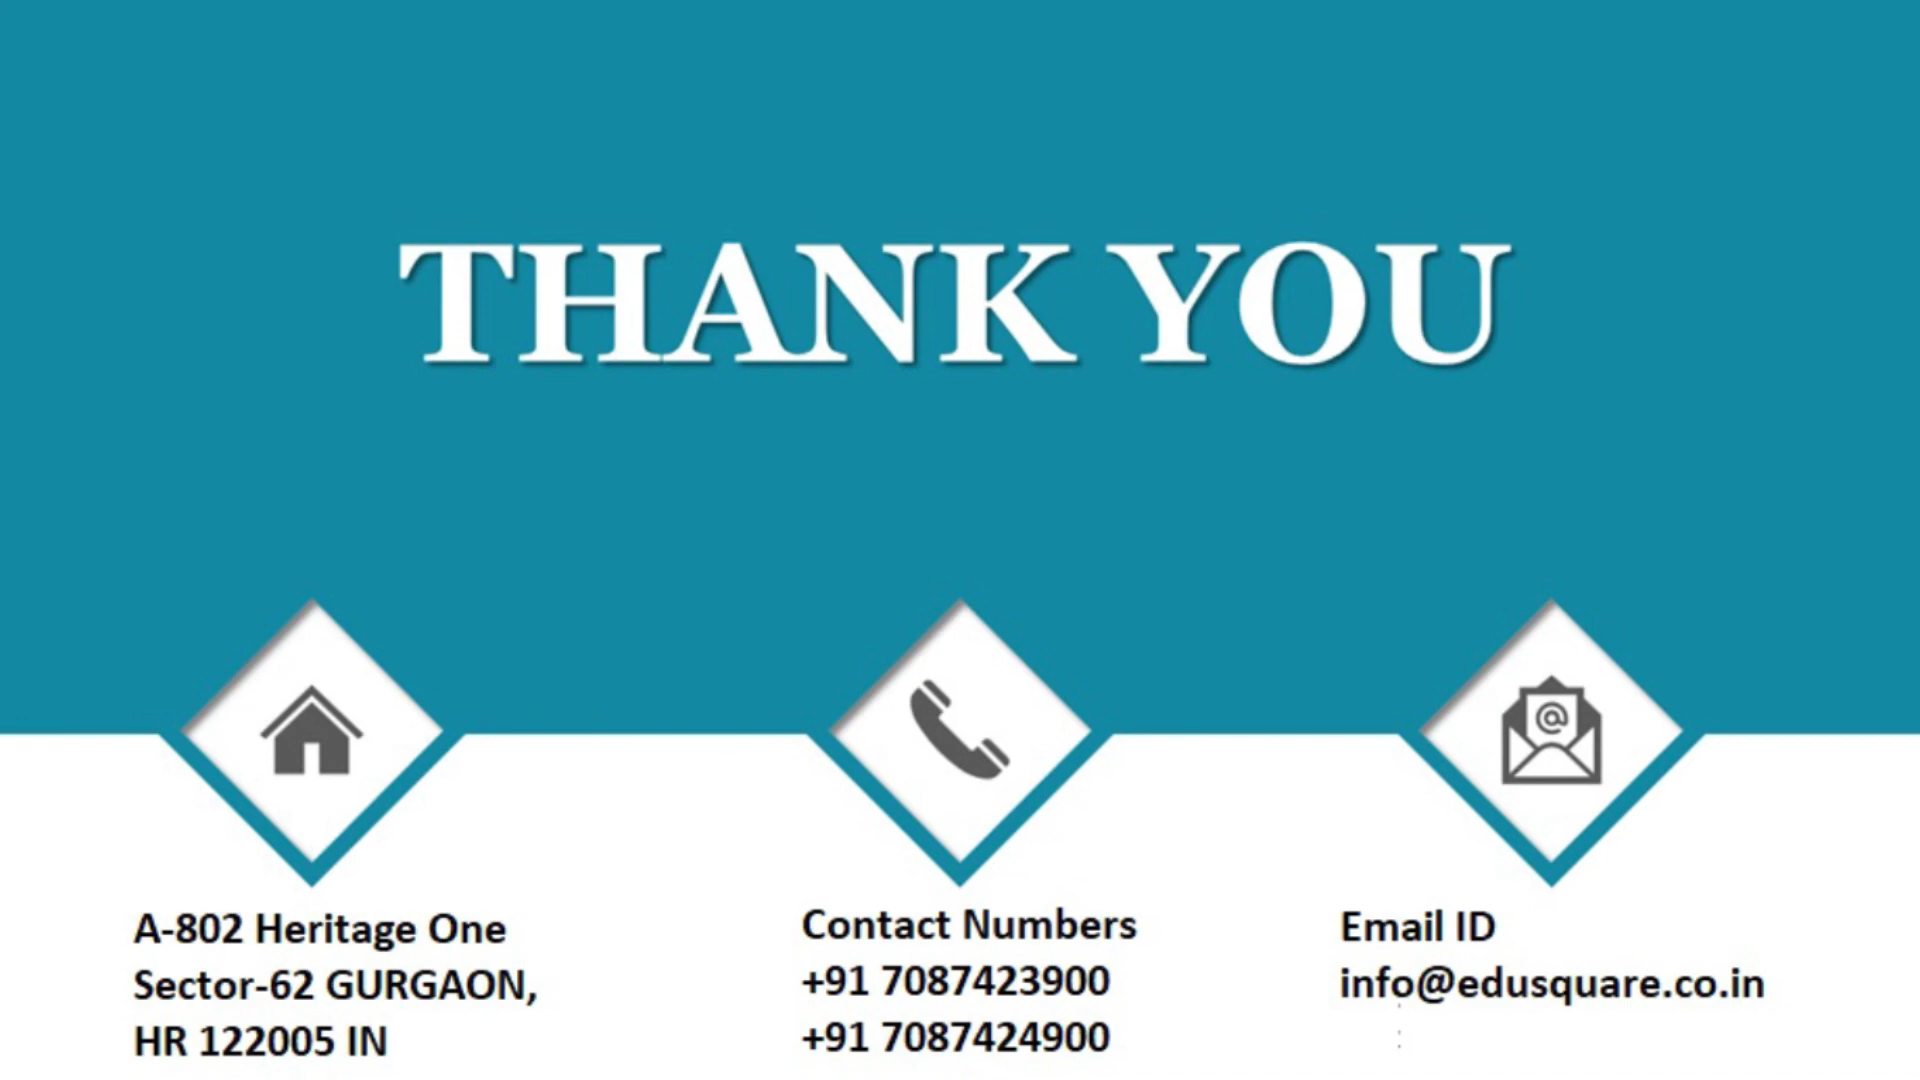 THANK YOU
A-802 Heritage One
Sector-62 GURGAON,
HR 122005 IN
Contact Numbers
+91 7087423900
+91 7087424900
Email ID
info@edusquare.co.in